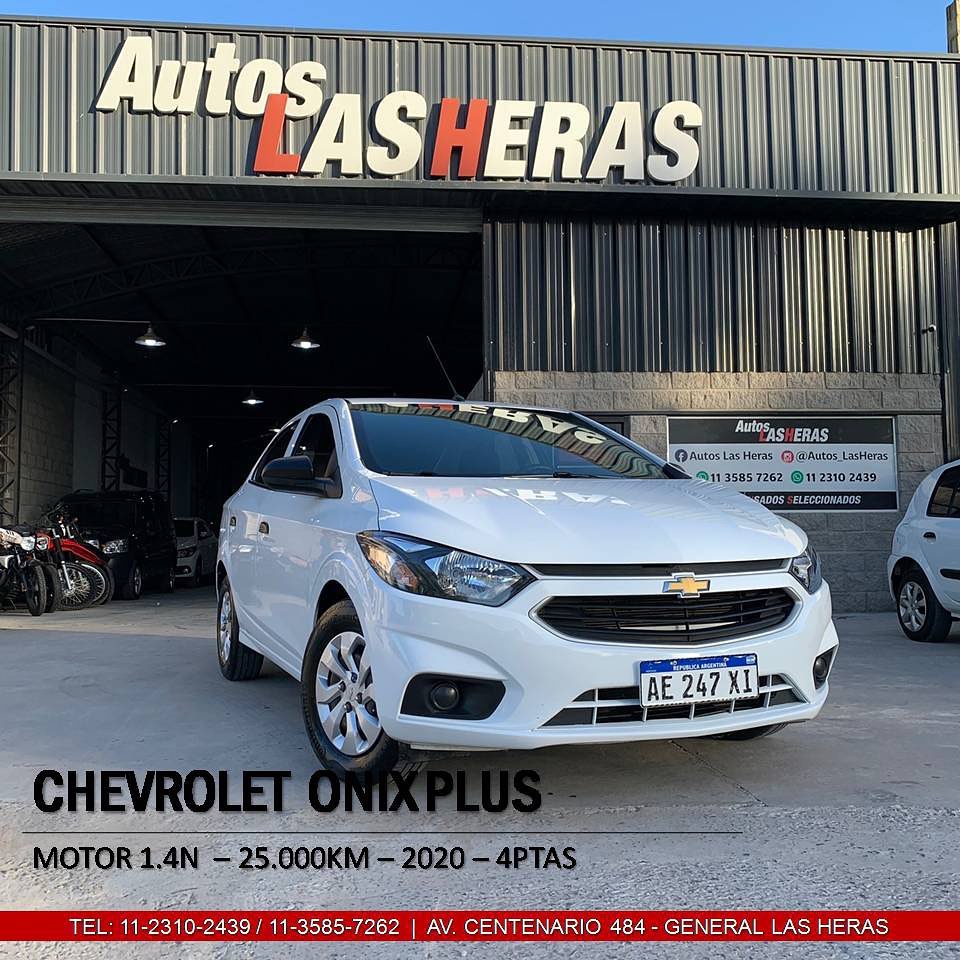 Autos
LASHERAS
HERAS
Autos
LASHERAS
Autos Las Heras @Autos_LasHeras
11 3585 7262 11 2310 2439
USADOS SELECCIONADOS
REPUBLICA ARGENTINA
AE 247 XI
CHEVROLET ONIX PLUS
MOTOR 1.4N – 25.000KM – 2020 – 4PTAS
TEL: 11-2310-2439 / 11-3585-7262 | AV. CENTENARIO 484 - GENERAL LAS HERAS